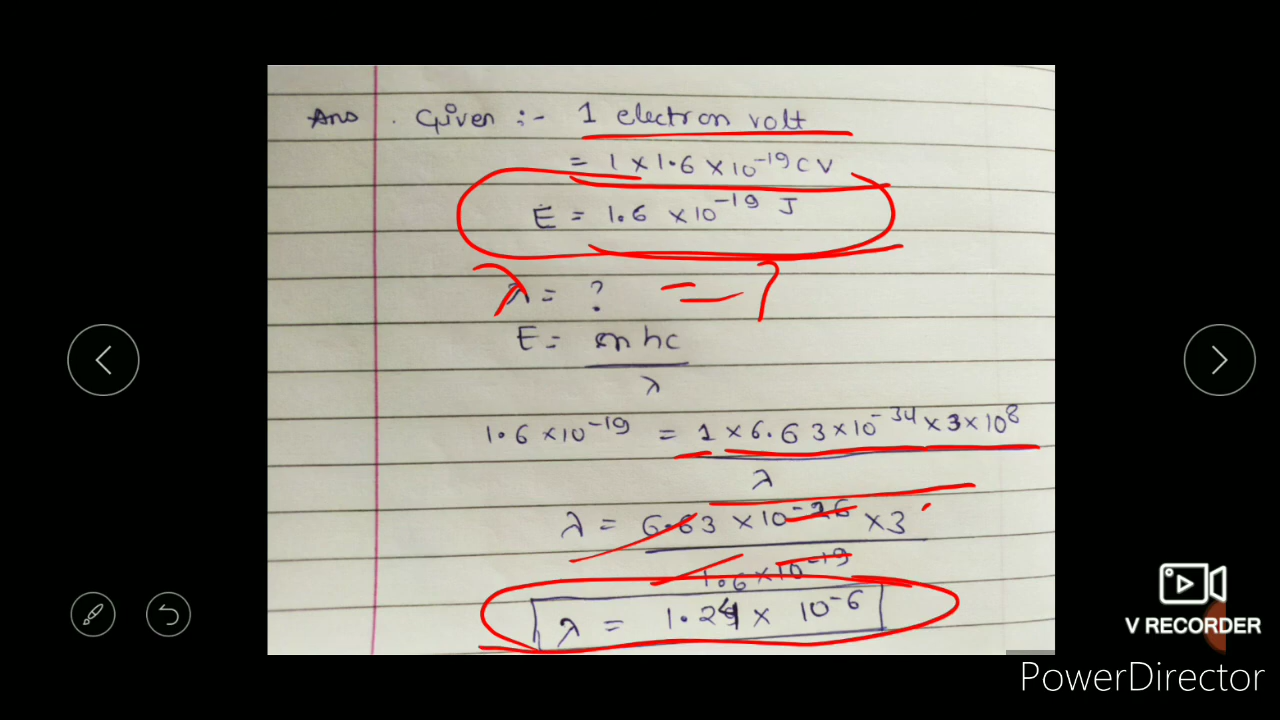 Ans . Given :- 1 electron volt
= 1 × 1.6 × 10⁻¹⁹ C V
E = 1.6 × 10⁻¹⁹ J
λ = ? = ?
E = nhc
λ
1.6 × 10⁻¹⁹ = 1 × 6.63 × 10⁻³⁴ × 3 × 10⁸
λ
λ = 6.63 × 10⁻²⁶ × 3
1.6 × 10⁻¹⁹
λ = 1.24 × 10⁻⁶
V RECORDER
PowerDirector